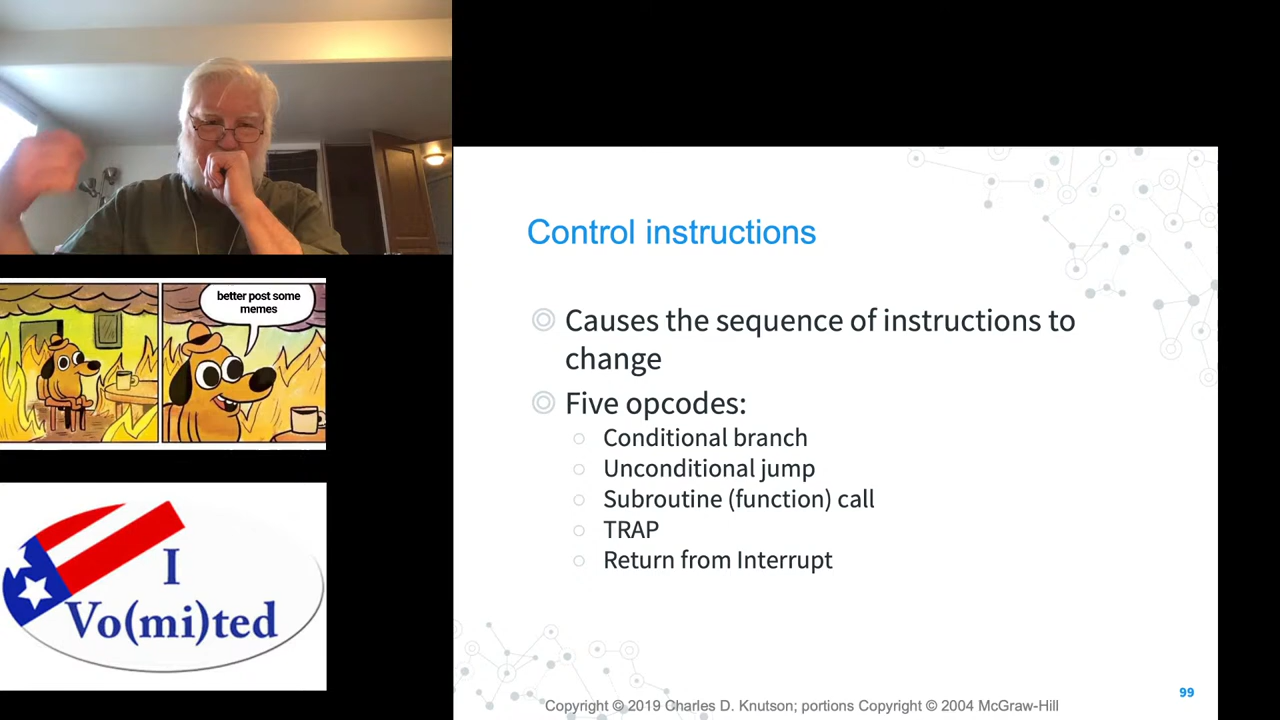 better post some
memes
I
Vo(mi)ted
Control instructions
Causes the sequence of instructions to
change
Five opcodes:
Conditional branch
Unconditional jump
Subroutine (function) call
TRAP
Return from Interrupt
99
Copyright © 2019 Charles D. Knutson; portions Copyright © 2004 McGraw-Hill